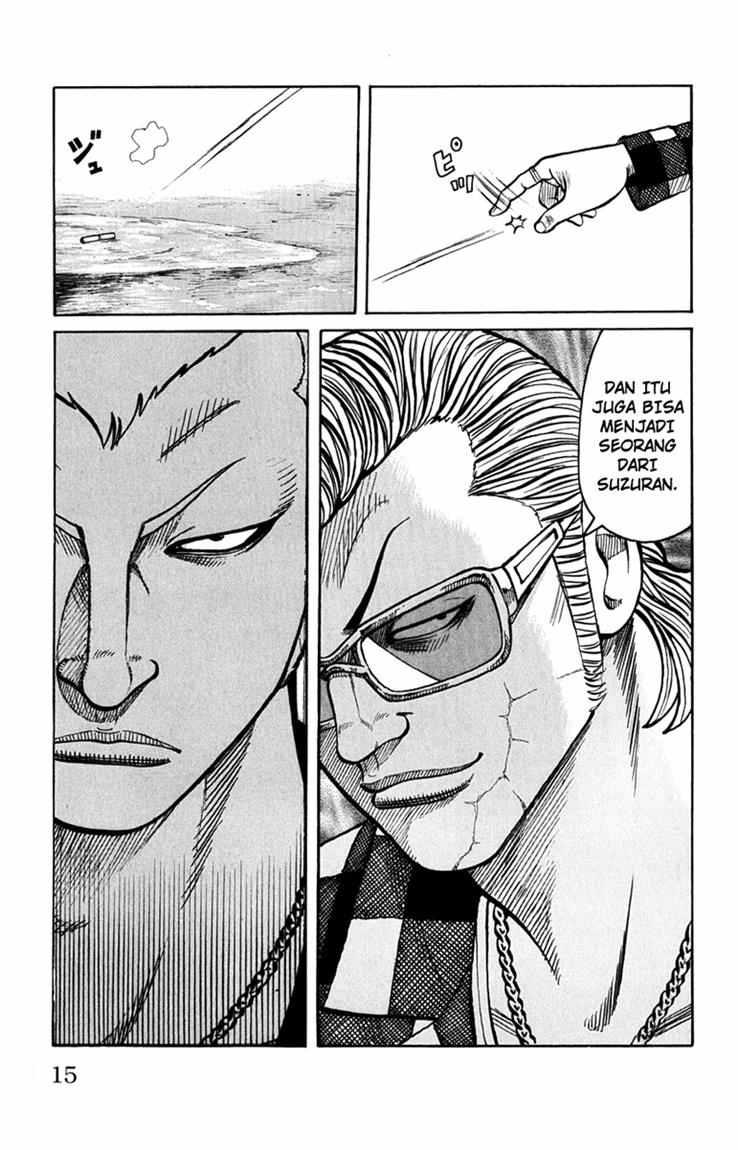 ピッ
ジュ
DAN ITU
JUGA BISA
MENJADI
SEORANG
DARI
SUZURAN.
15